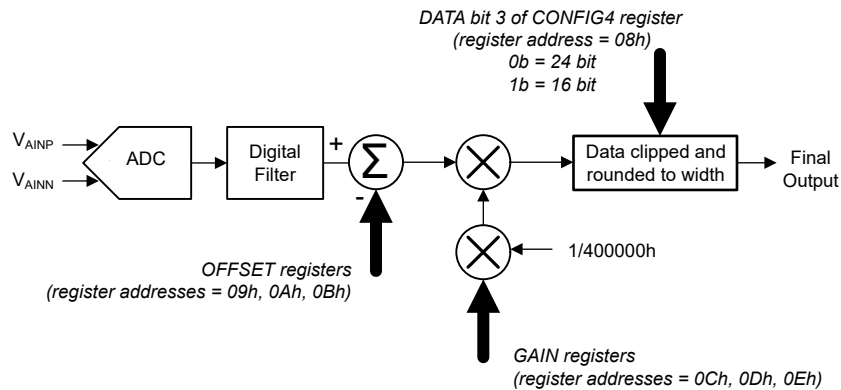 DATA bit 3 of CONFIG4 register
(register address = 08h)
0b = 24 bit
1b = 16 bit
VAINP
VAINN
ADC
Digital
Filter
+
Σ
-
Data clipped and
rounded to width
Final
Output
1/400000h
OFFSET registers
(register addresses = 09h, 0Ah, 0Bh)
GAIN registers
(register addresses = 0Ch, 0Dh, 0Eh)